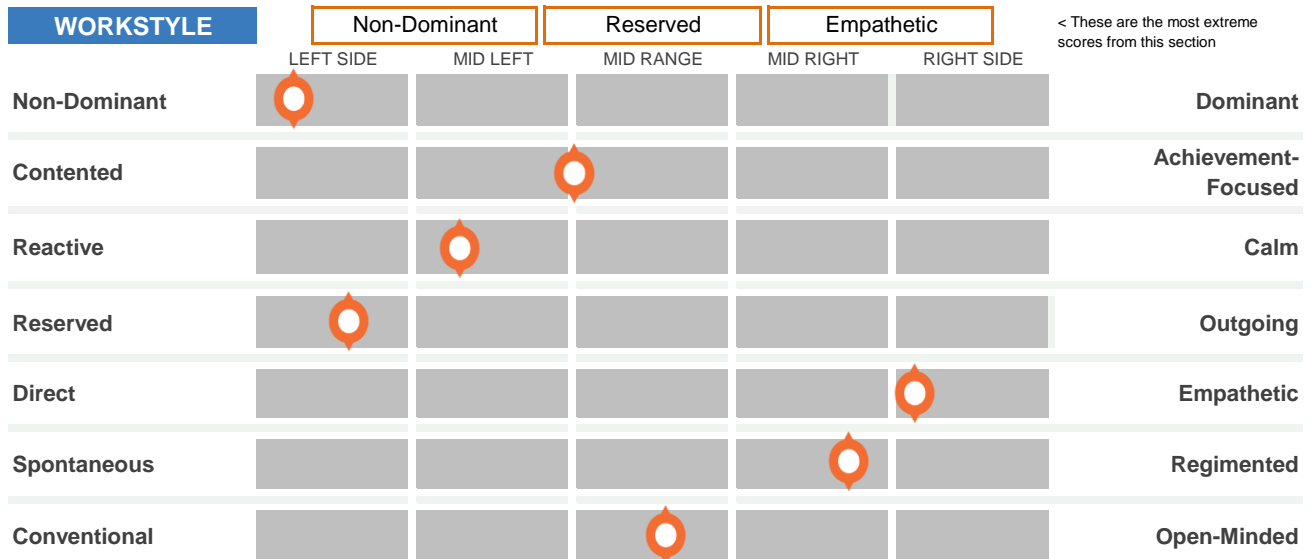 WORKSTYLE
Non-Dominant
Reserved
Empathetic
< These are the most extreme
scores from this section
LEFT SIDE
MID LEFT
MID RANGE
MID RIGHT
RIGHT SIDE
Non-Dominant
Dominant
Contented
Achievement-
Focused
Reactive
Calm
Reserved
Outgoing
Direct
Empathetic
Spontaneous
Regimented
Conventional
Open-Minded